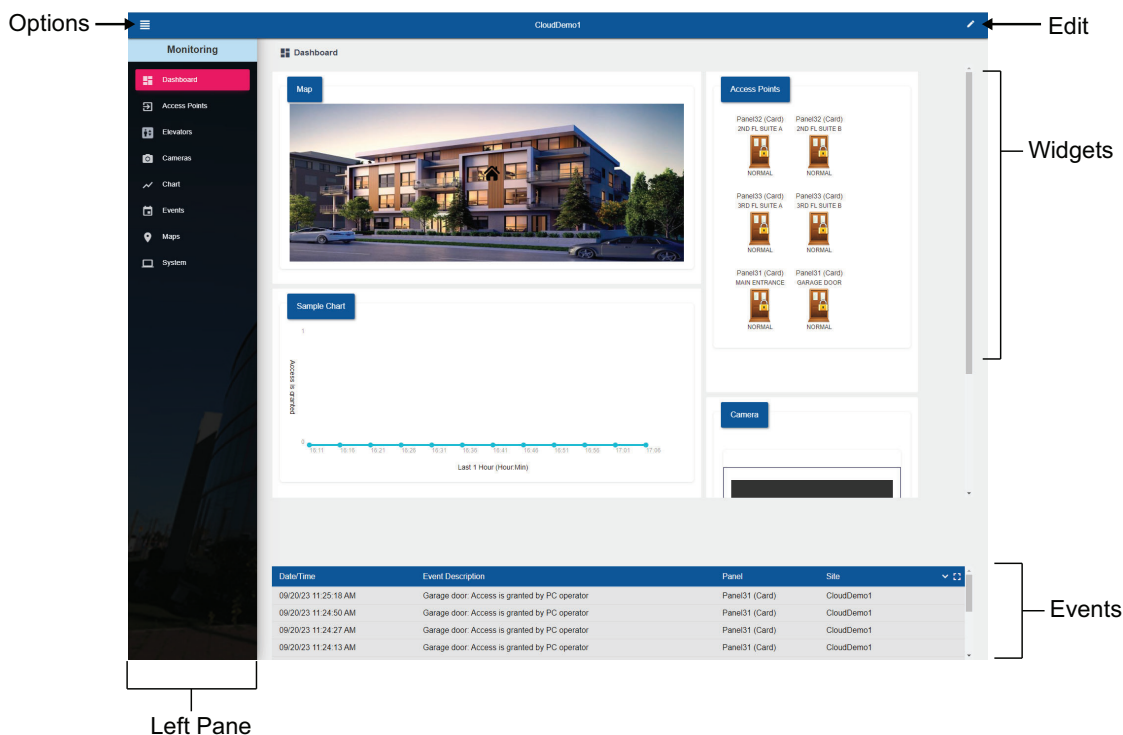 Options
CloudDemo1
Edit
Monitoring
Dashboard
Access Points
Elevators
Cameras
Chart
Events
Maps
System
Dashboard
Map
Access Points
Panel32 (Card) Panel32 (Card)
2ND FL SUITE A 2ND FL SUITE B
NORMAL NORMAL
Panel33 (Card) Panel33 (Card)
3RD FL SUITE A 3RD FL SUITE B
NORMAL NORMAL
Panel31 (Card) Panel31 (Card)
MAIN ENTRANCE GARAGE DOOR
NORMAL NORMAL
Widgets
Sample Chart
1
Access is granted
0
16:11 16:16 16:21 16:26 16:31 16:36 16:41 16:46 16:51 16:56 17:01 17:06
Last 1 Hour (Hour:Min)
Camera
Date/Time Event Description Panel Site
09/20/23 11:25:18 AM Garage door: Access is granted by PC operator Panel31 (Card) CloudDemo1
09/20/23 11:24:50 AM Garage door: Access is granted by PC operator Panel31 (Card) CloudDemo1
09/20/23 11:24:27 AM Garage door: Access is granted by PC operator Panel31 (Card) CloudDemo1
09/20/23 11:24:13 AM Garage door: Access is granted by PC operator Panel31 (Card) CloudDemo1
Events
Left Pane